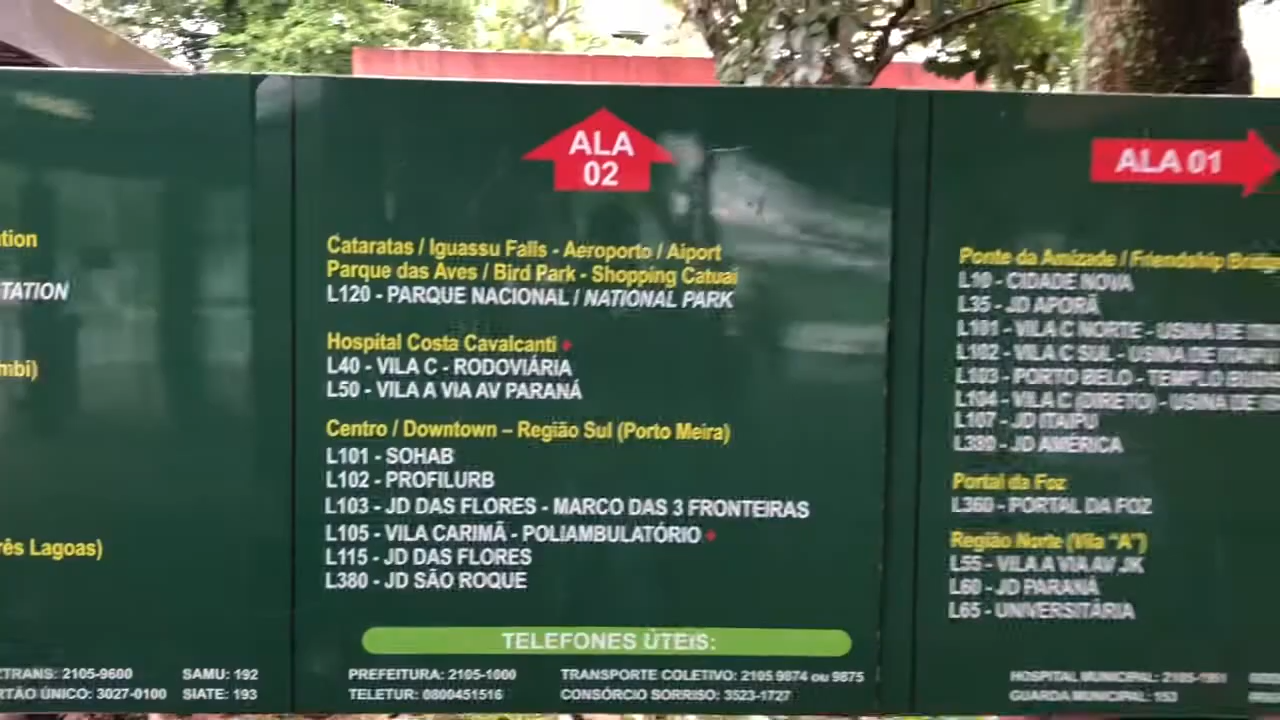 tion
TATION
mbi)
rês Lagoas)
TRANS: 2105-9600
SAMU: 192
RTÃO ÚNICO: 3027-0100
SIATE: 193
ALA
02
Cataratas / Iguassu Falls - Aeroporto / Aiport
Parque das Aves / Bird Park - Shopping Catuai
L120 - PARQUE NACIONAL / NATIONAL PARK
Hospital Costa Cavalcanti
L40 - VILA C - RODOVIÁRIA
L50 - VILA A VIA AV PARANÁ
Centro / Downtown – Região Sul (Porto Meira)
L101 - SOHAB
L102 - PROFILURB
L103 - JD DAS FLORES - MARCO DAS 3 FRONTEIRAS
L105 - VILA CARIMÃ - POLIAMBULATÓRIO
L115 - JD DAS FLORES
L380 - JD SÃO ROQUE
TELEFONES ÚTEIS:
PREFEITURA: 2105-1000
TRANSPORTE COLETIVO: 2105 9874 ou 9875
TELETUR: 0800451516
CONSÓRCIO SORRISO: 3523-1727
ALA 01
Ponte da Amizade / Friendship Bridge
L10 - CIDADE NOVA
L35 - JD APORÃ
L101 - VILA C NORTE - USINA DE ITAI
L102 - VILA C SUL - USINA DE ITAIPU
L103 - PORTO BELO - TEMPLO BUDIS
L104 - VILA C (DIRETO) - USINA DE
L107 - JD ITAIPU
L380 - JD AMÉRICA
Portal da Foz
L360 - PORTAL DA FOZ
Região Norte (Vila "A")
L55 - VILA A VIA AV JK
L60 - JD PARANÁ
L65 - UNIVERSITÁRIA
HOSPITAL MUNICIPAL:
GUARDA MUNICIPAL: 153